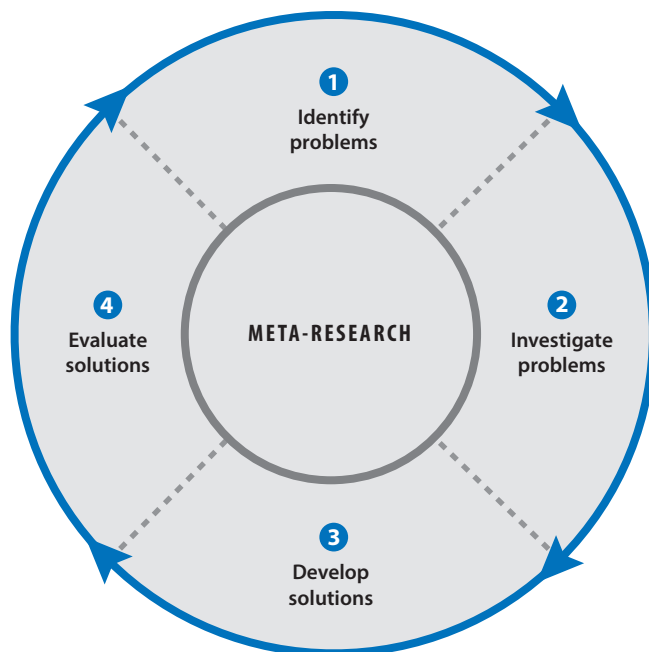 1
Identify
problems
2
Investigate
problems
3
Develop
solutions
4
Evaluate
solutions
META-RESEARCH